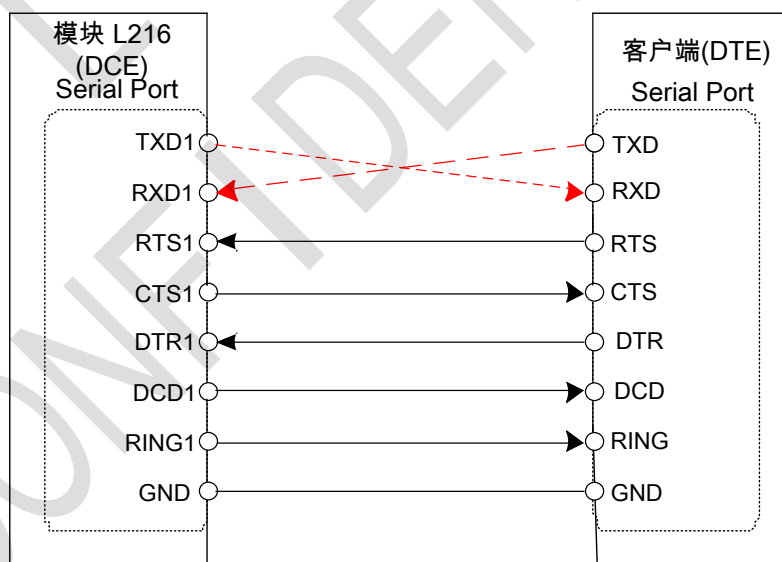 模块 L216
(DCE)
Serial Port
TXD1
RXD1
RTS1
CTS1
DTR1
DCD1
RING1
GND
客户端(DTE)
Serial Port
TXD
RXD
RTS
CTS
DTR
DCD
RING
GND